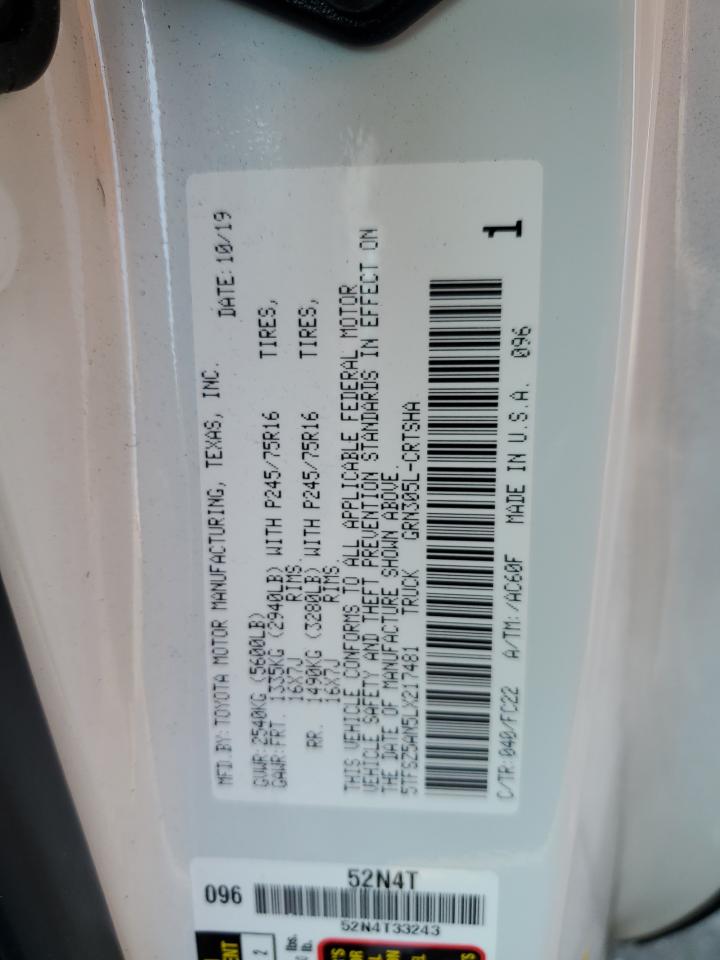 MFD.BY:TOYOTA MOTOR MANUFACTURING, TEXAS, INC. DATE:10/19
GVWR:2540KG (5600LB)
GAWR:FRT. 1335KG (2940LB) WITH P245/75R16 TIRES,
16X7J RIMS.
RR. 1490KG (3280LB) WITH P245/75R16 TIRES,
16X7J RIMS.
THIS VEHICLE CONFORMS TO ALL APPLICABLE FEDERAL MOTOR
VEHICLE SAFETY AND THEFT PREVENTION STANDARDS IN EFFECT ON
THE DATE OF MANUFACTURE SHOWN ABOVE.
5TFSZ5AN5LX217481 TRUCK GRN305L-CRTSHA
C/TR:040/FC22 A/TM:/AC60F MADE IN U.S.A. 096
1
096
52N4T
52N4T33243
2
lbs.
lb.